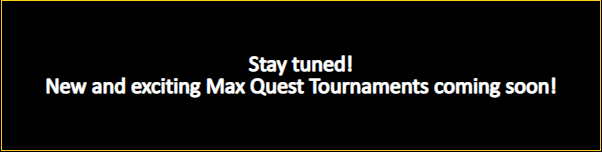 Stay tuned!
New and exciting Max Quest Tournaments coming soon!